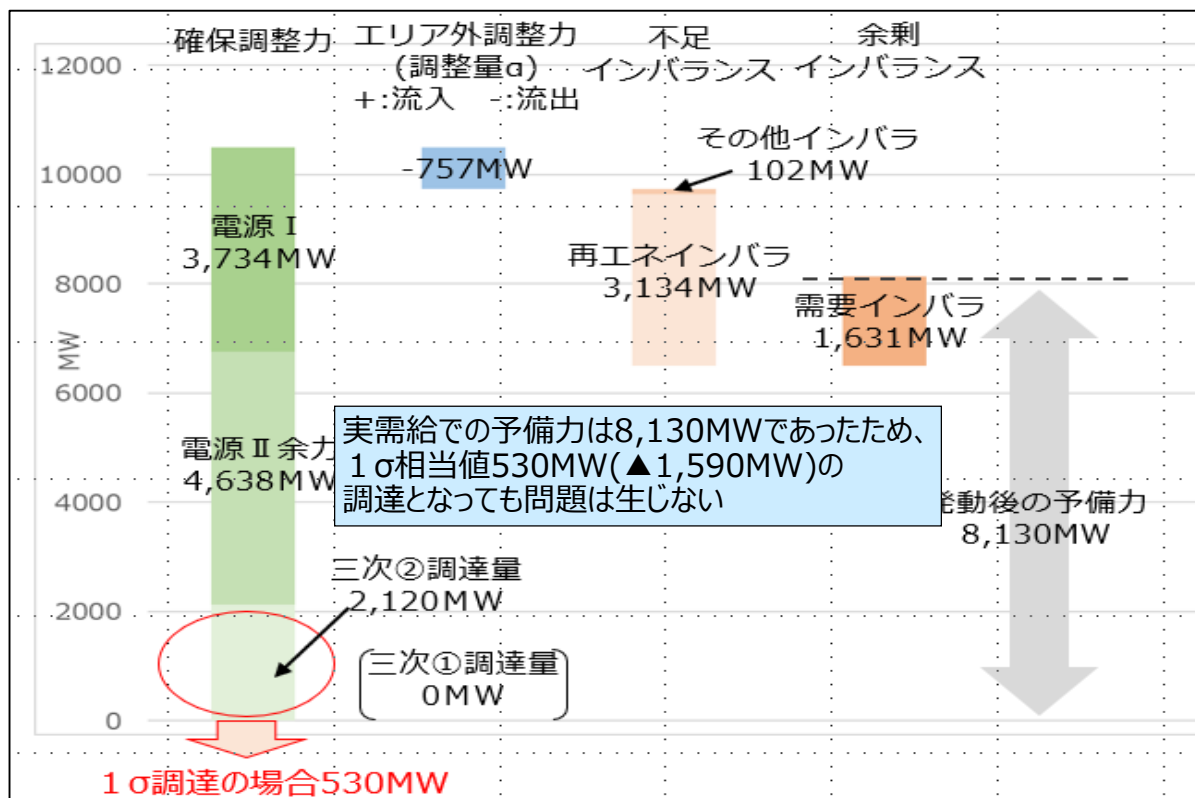 確保調整力
エリア外調整力
(調整量α)
+:流入 -:流出
不足
インバランス
余剰
インバランス
12000
10000
8000
6000
4000
2000
0
MW
電源Ⅰ
3,734MW
電源Ⅱ余力
4,638MW
-757MW
その他インバラ
102MW
再エネインバラ
3,134MW
需要インバラ
1,631MW
実需給での予備力は8,130MWであったため、
1σ相当値530MW(▲1,590MW)の
調達となっても問題は生じない
発動後の予備力
8,130MW
三次②調達量
2,120MW
三次①調達量
0MW
1σ調達の場合530MW